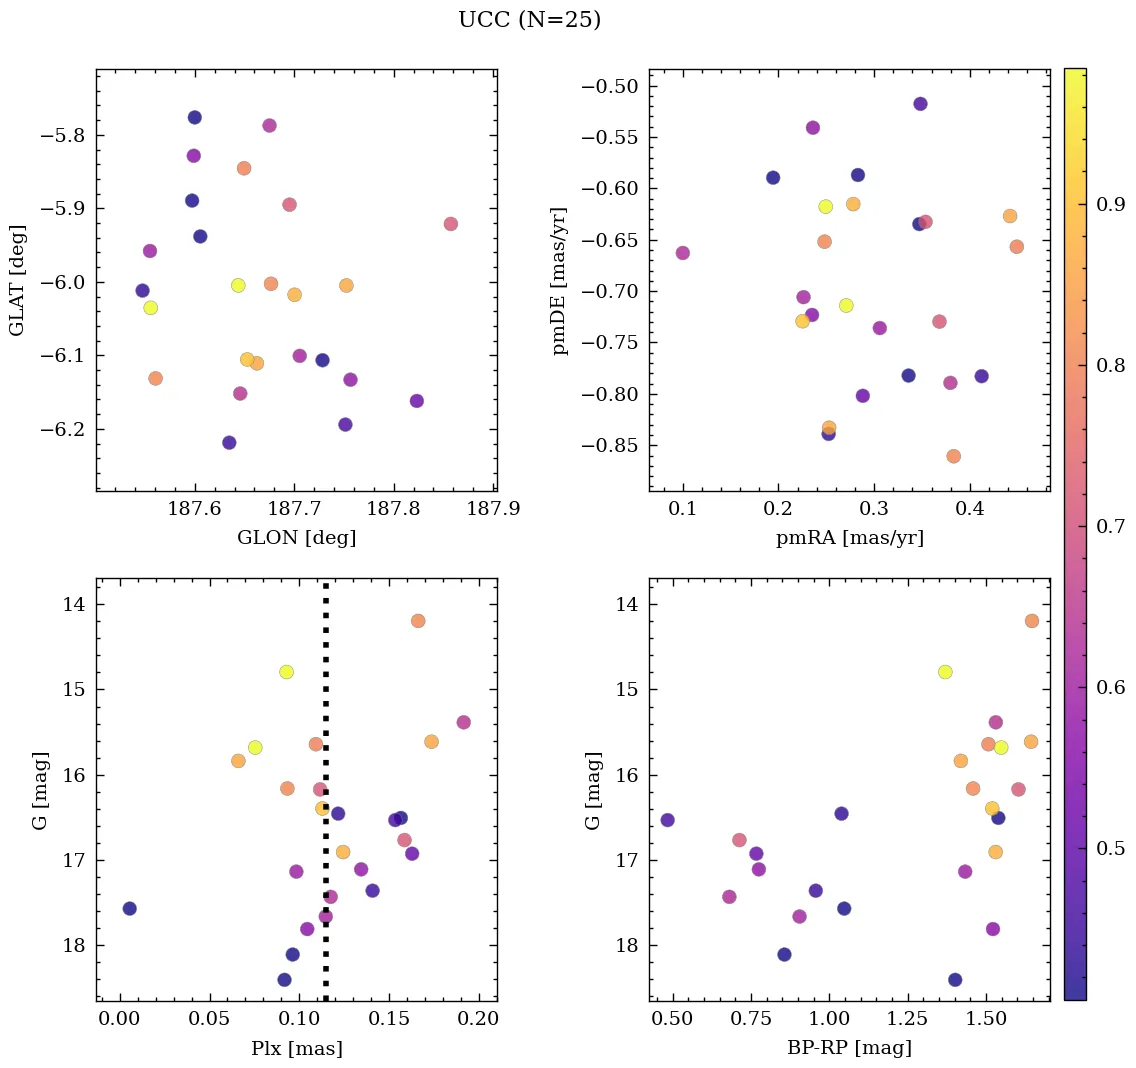 UCC (N=25)
−5.8
−5.9
−6.0
−6.1
−6.2
GLAT [deg]
187.6 187.7 187.8 187.9
GLON [deg]
−0.50
−0.55
−0.60
−0.65
−0.70
−0.75
−0.80
−0.85
pmDE [mas/yr]
0.1 0.2 0.3 0.4
pmRA [mas/yr]
14
15
16
17
18
G [mag]
0.00 0.05 0.10 0.15 0.20
Plx [mas]
14
15
16
17
18
G [mag]
0.50 0.75 1.00 1.25 1.50
BP-RP [mag]
0.9
0.8
0.7
0.6
0.5